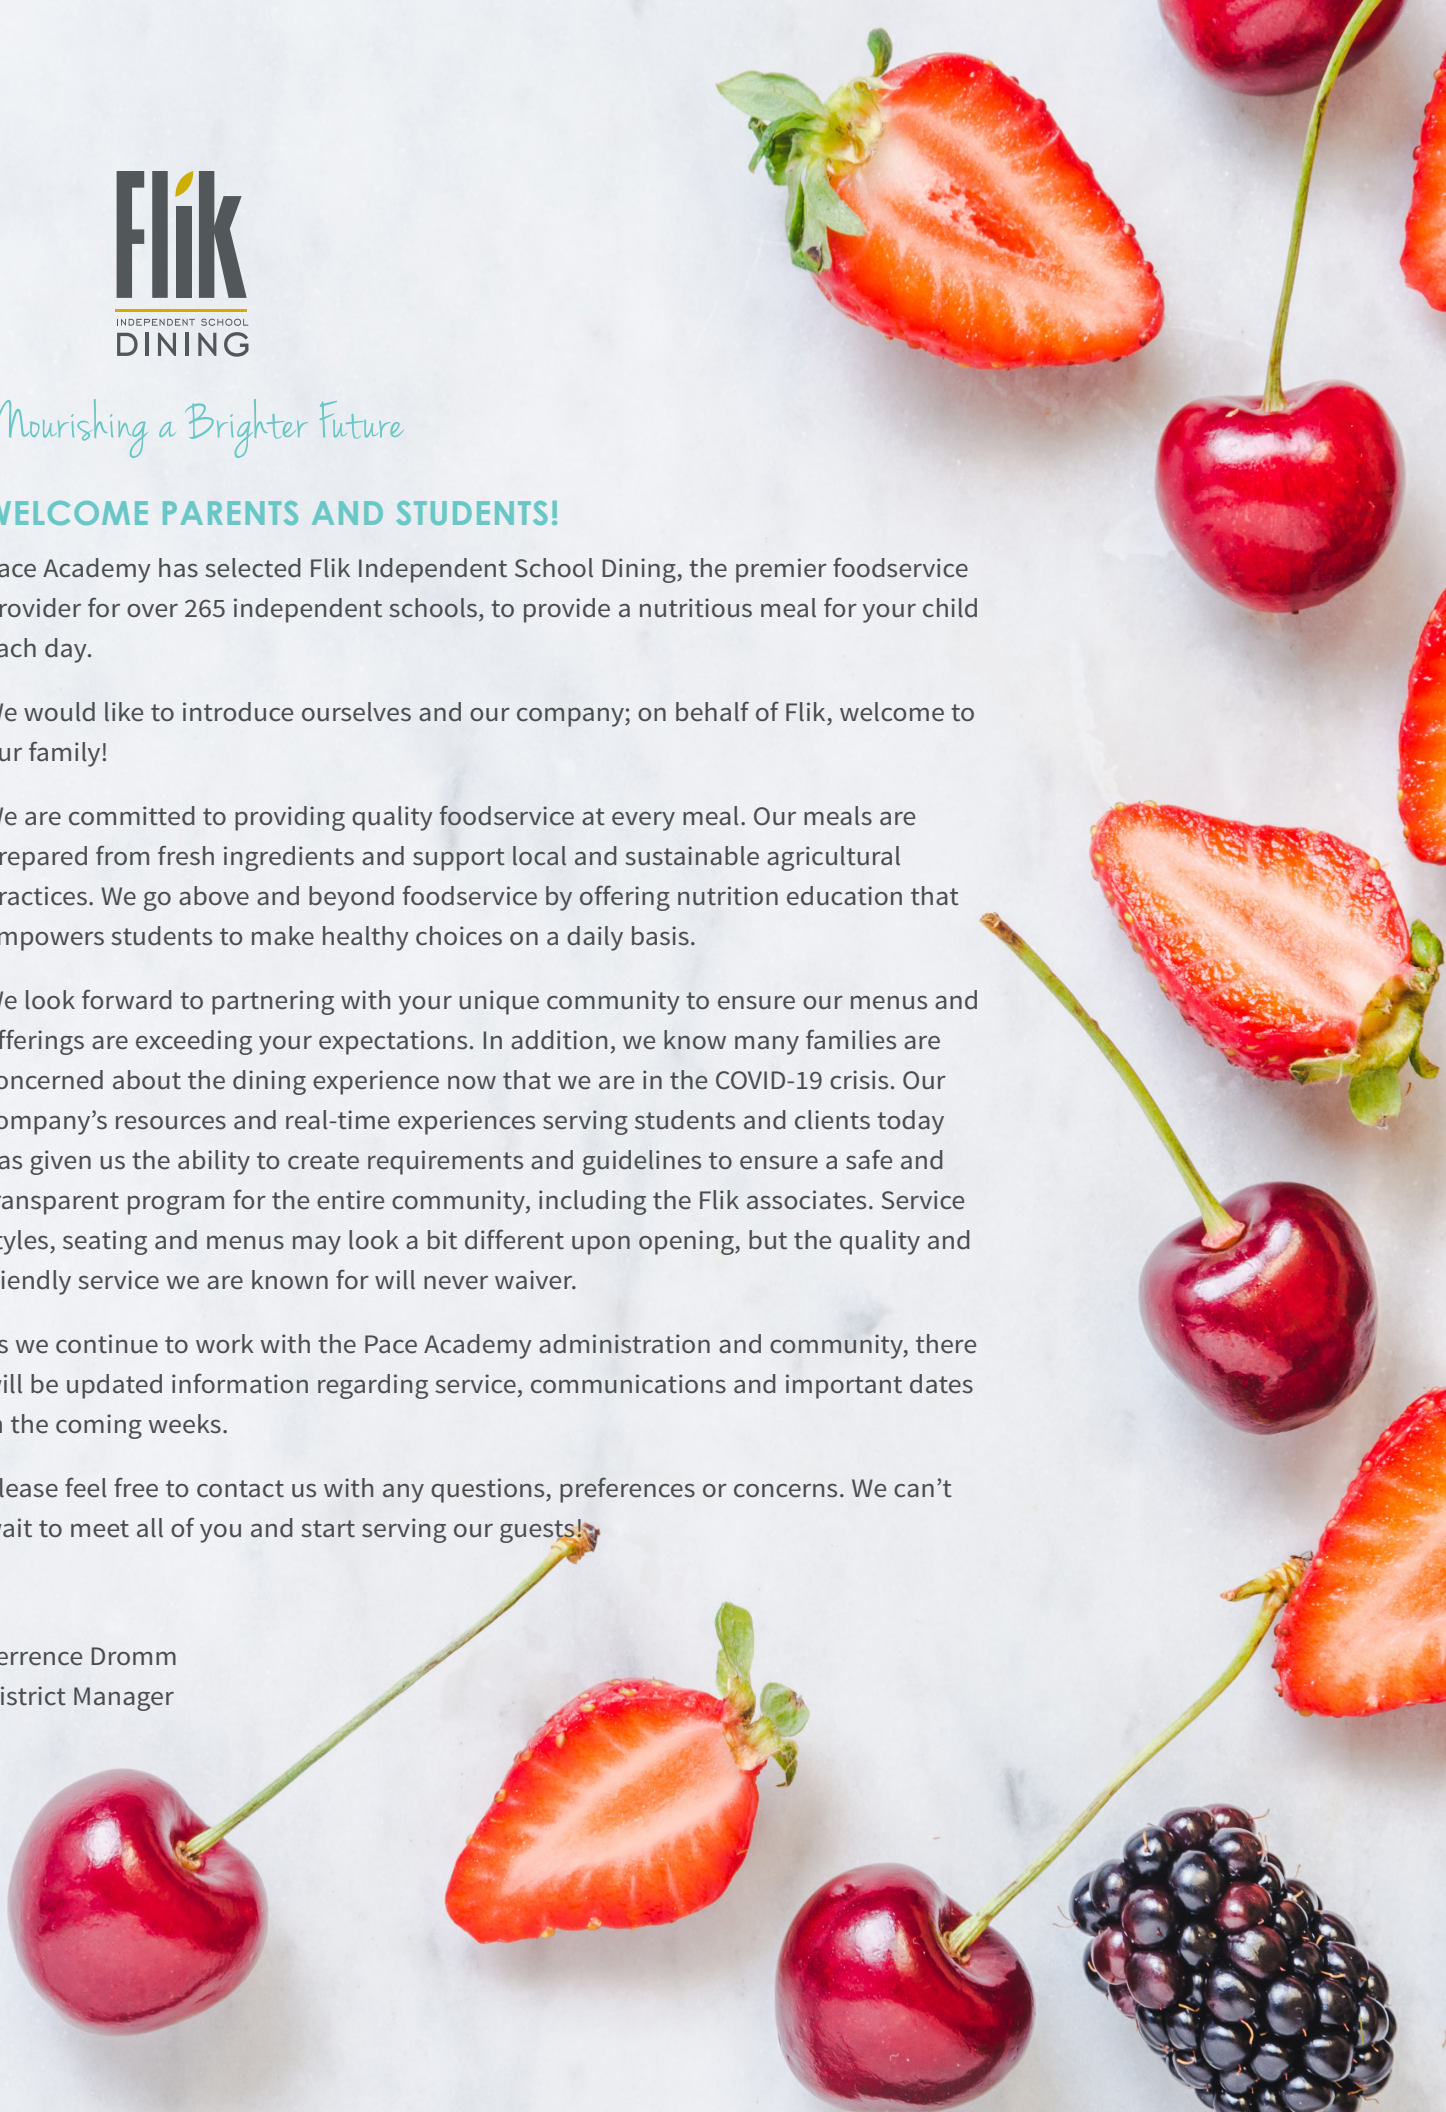 Flik
INDEPENDENT SCHOOL
DINING
Nourishing a Brighter Future
WELCOME PARENTS AND STUDENTS!
ace Academy has selected Flik Independent School Dining, the premier foodservice
rovider for over 265 independent schools, to provide a nutritious meal for your child
ach day.
We would like to introduce ourselves and our company; on behalf of Flik, welcome to
ur family!
We are committed to providing quality foodservice at every meal. Our meals are
repared from fresh ingredients and support local and sustainable agricultural
ractices. We go above and beyond foodservice by offering nutrition education that
mpowers students to make healthy choices on a daily basis.
We look forward to partnering with your unique community to ensure our menus and
fferings are exceeding your expectations. In addition, we know many families are
oncerned about the dining experience now that we are in the COVID-19 crisis. Our
ompany’s resources and real-time experiences serving students and clients today
as given us the ability to create requirements and guidelines to ensure a safe and
ransparent program for the entire community, including the Flik associates. Service
tyles, seating and menus may look a bit different upon opening, but the quality and
riendly service we are known for will never waiver.
s we continue to work with the Pace Academy administration and community, there
will be updated information regarding service, communications and important dates
n the coming weeks.
lease feel free to contact us with any questions, preferences or concerns. We can’t
wait to meet all of you and start serving our guests!
errence Dromm
istrict Manager